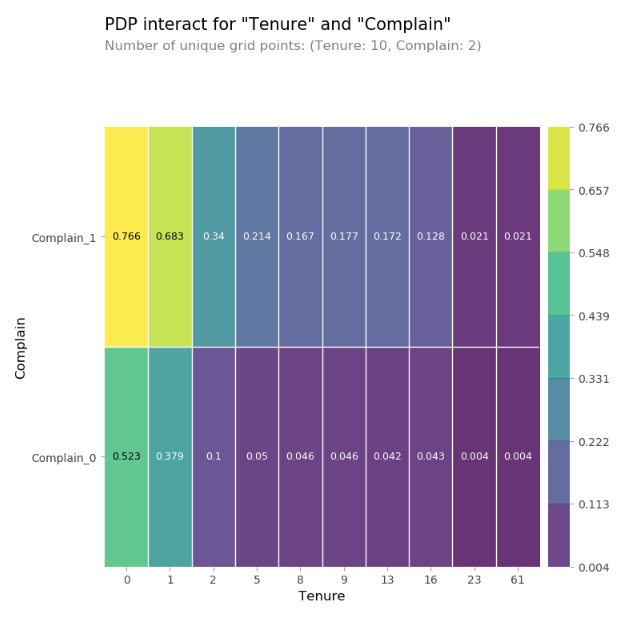 PDP interact for "Tenure" and "Complain"
Number of unique grid points: (Tenure: 10, Complain: 2)
0.766
0.657
0.548
0.439
0.331
0.222
0.113
0.004
Complain
Complain_1
0.766 0.683 0.34 0.214 0.167 0.177 0.172 0.128 0.021 0.021
Complain_0
0.523 0.379 0.1 0.05 0.046 0.046 0.042 0.043 0.004 0.004
0 1 2 5 8 9 13 16 23 61
Tenure